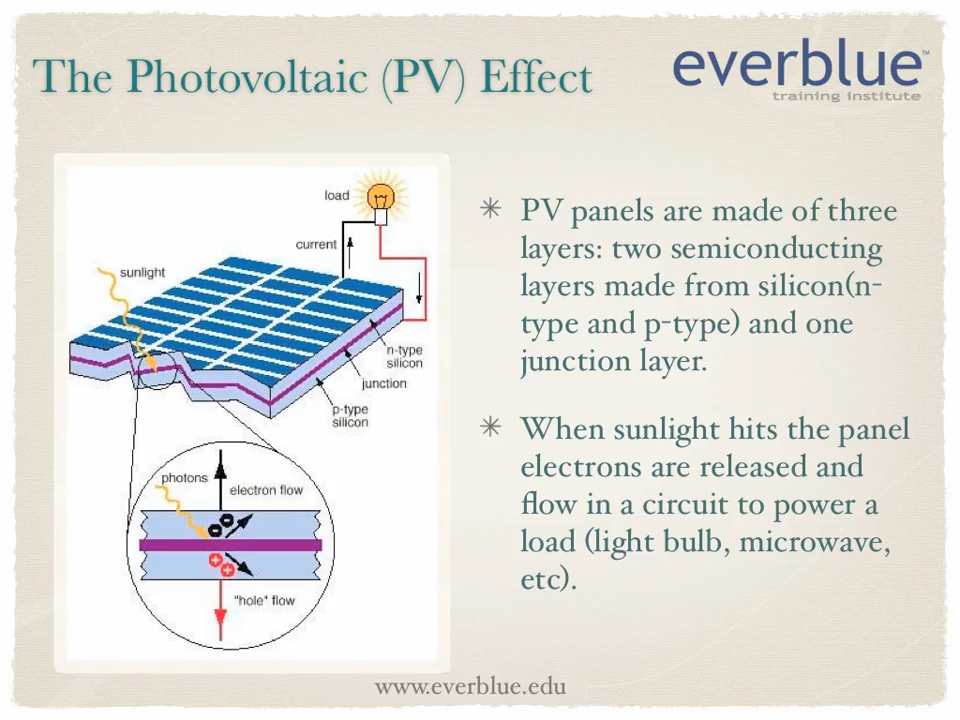 The Photovoltaic (PV) Effect
everblue™
training institute
load
current
sunlight
n-type
silicon
junction
p-type
silicon
photons
electron flow
"hole" flow
PV panels are made of three
layers: two semiconducting
layers made from silicon(n-
type and p-type) and one
junction layer.
When sunlight hits the panel
electrons are released and
flow in a circuit to power a
load (light bulb, microwave,
etc).
www.everblue.edu